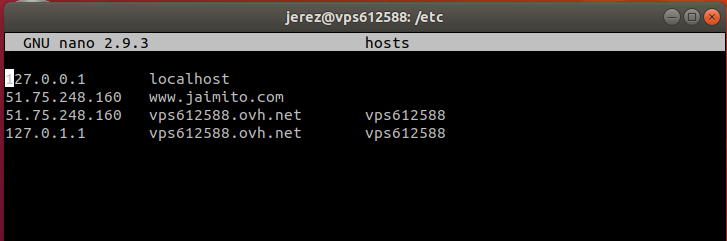 jerez@vps612588: /etc
GNU nano 2.9.3 hosts
127.0.0.1 localhost
51.75.248.160 www.jaimito.com
51.75.248.160 vps612588.ovh.net vps612588
127.0.1.1 vps612588.ovh.net vps612588